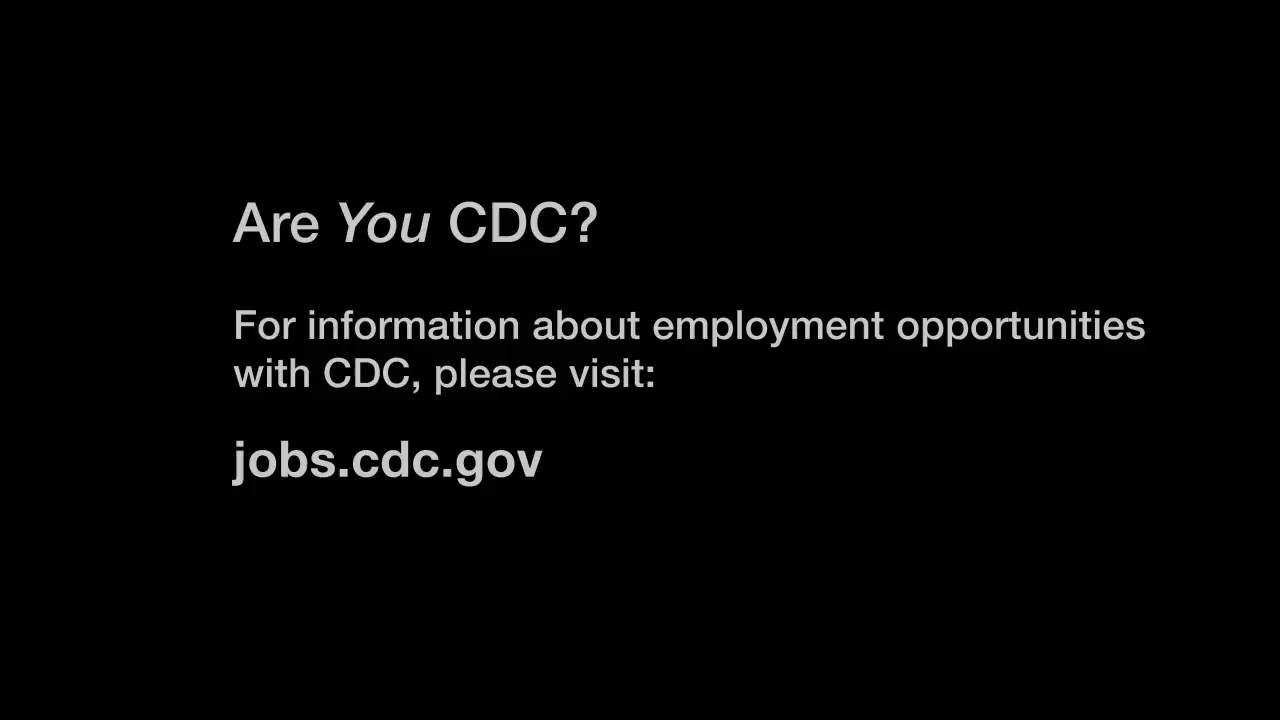 Are You CDC?
For information about employment opportunities
with CDC, please visit:
jobs.cdc.gov